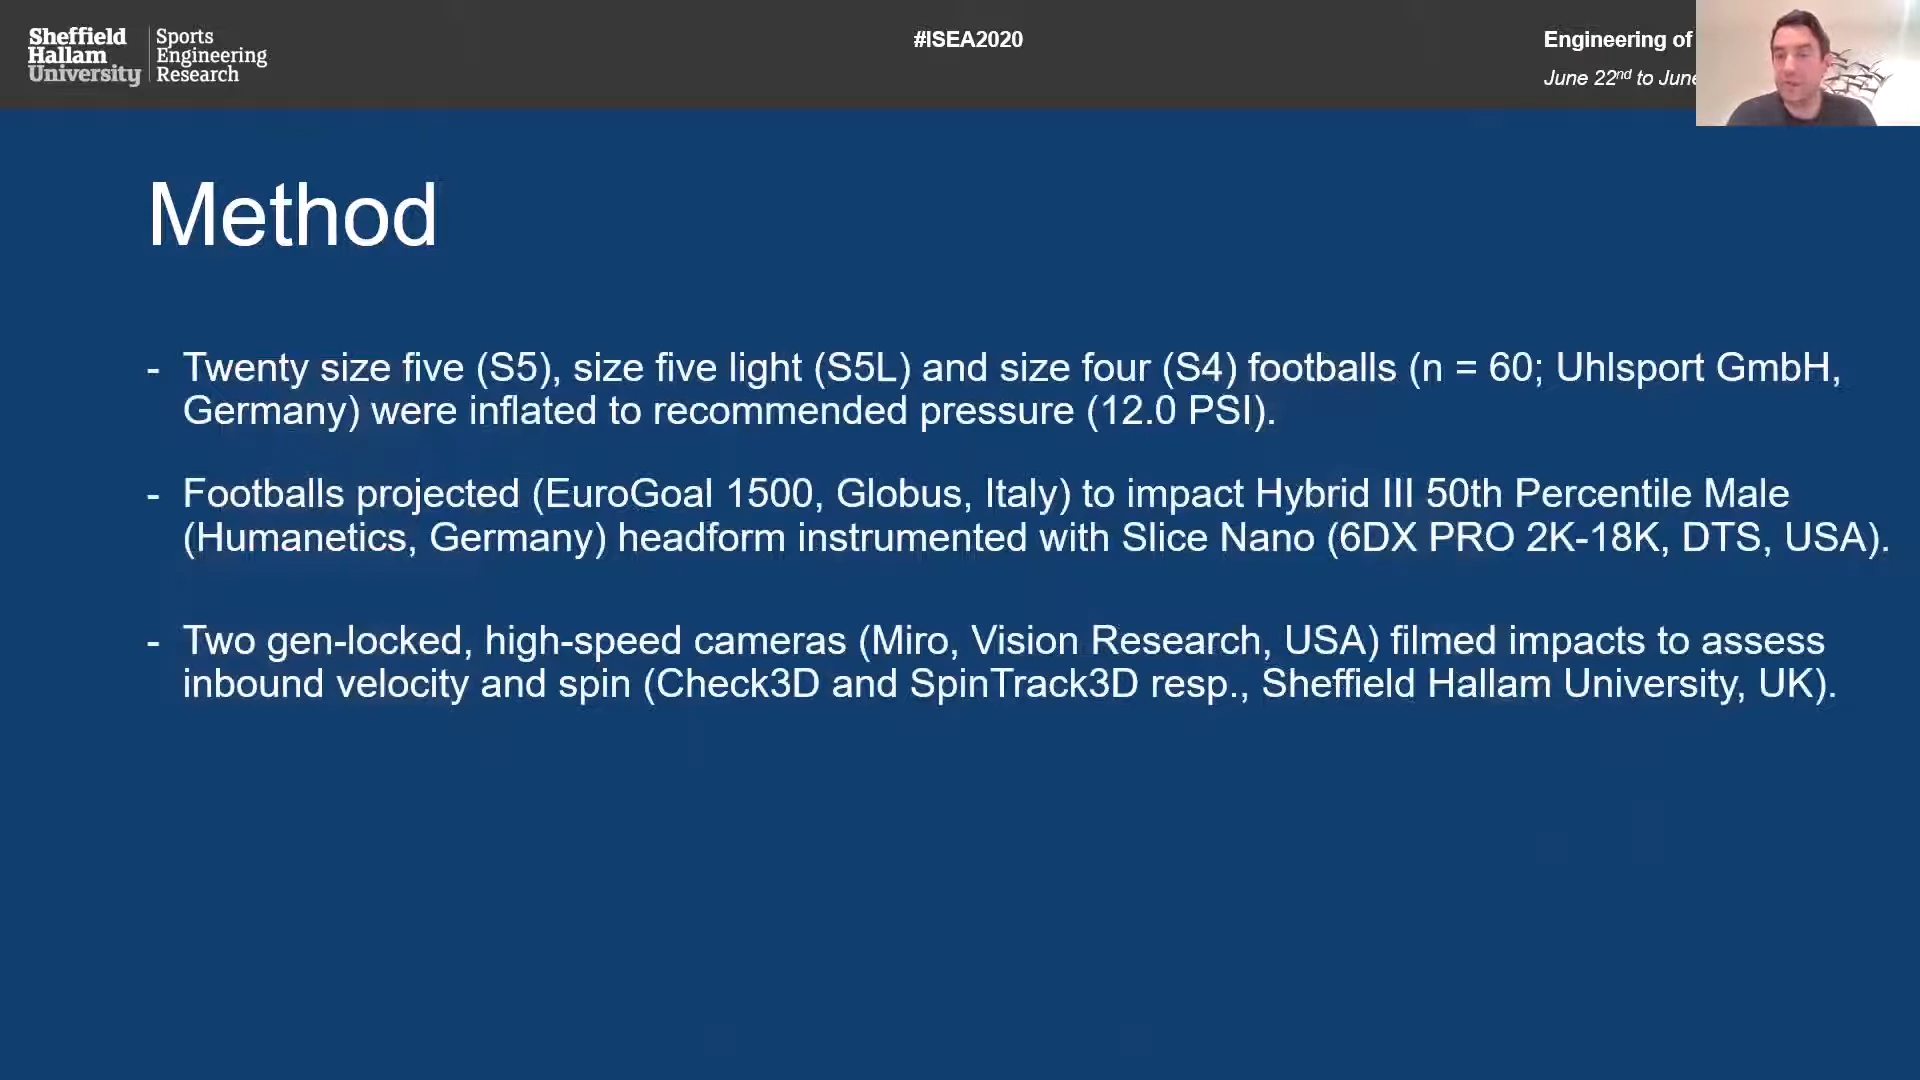 Sheffield
Hallam
University
Sports
Engineering
Research
#ISEA2020
Engineering of
June 22nd to June
Method
- Twenty size five (S5), size five light (S5L) and size four (S4) footballs (n = 60; Uhlsport GmbH,
Germany) were inflated to recommended pressure (12.0 PSI).
- Footballs projected (EuroGoal 1500, Globus, Italy) to impact Hybrid III 50th Percentile Male
(Humanetics, Germany) headform instrumented with Slice Nano (6DX PRO 2K-18K, DTS, USA).
- Two gen-locked, high-speed cameras (Miro, Vision Research, USA) filmed impacts to assess
inbound velocity and spin (Check3D and SpinTrack3D resp., Sheffield Hallam University, UK).